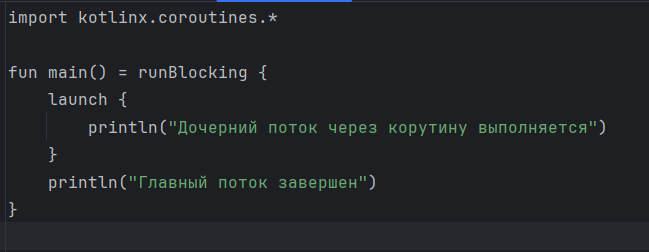 import kotlinx.coroutines.*
fun main() = runBlocking {
launch {
println("Дочерний поток через корутину выполняется")
}
println("Главный поток завершен")
}